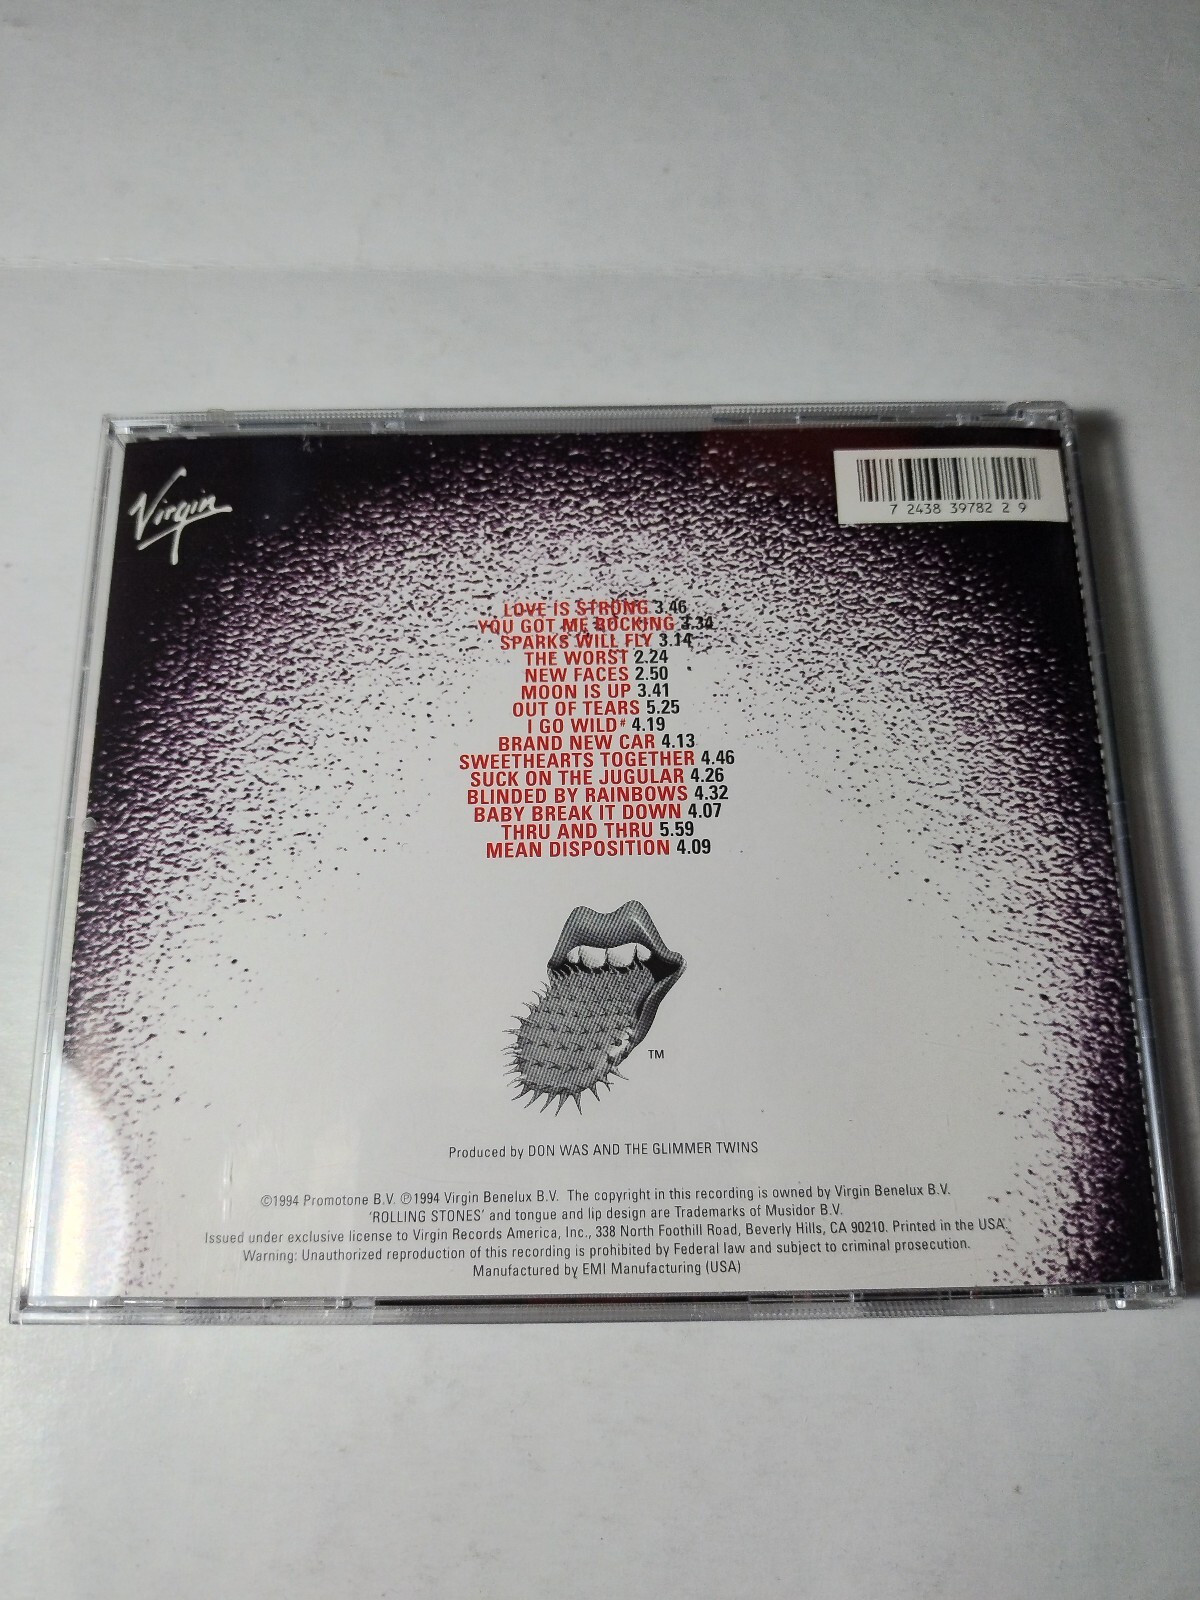 Virgin
7 24383 9782 2 9
LOVE IS STRONG 3.46
YOU GOT ME ROCKING 3.34
SPARKS WILL FLY 3.14
THE WORST 2.24
NEW FACES 2.50
MOON IS UP 3.41
OUT OF TEARS 5.25
I GO WILD # 4.19
BRAND NEW CAR 4.13
SWEETHEARTS TOGETHER 4.46
SUCK ON THE JUGULAR 4.26
BLINDED BY RAINBOWS 4.32
BABY BREAK IT DOWN 4.07
THRU AND THRU 5.59
MEAN DISPOSITION 4.09
TM
Produced by DON WAS AND THE GLIMMER TWINS
©1994 Promotone B.V. ℗1994 Virgin Benelux B.V. The copyright in this recording is owned by Virgin Benelux B.V.
'ROLLING STONES' and tongue and lip design are Trademarks of Musidor B.V.
Issued under exclusive license to Virgin Records America, Inc., 338 North Foothill Road, Beverly Hills, CA 90210. Printed in the USA.
Warning: Unauthorized reproduction of this recording is prohibited by Federal law and subject to criminal prosecution.
Manufactured by EMI Manufacturing (USA)